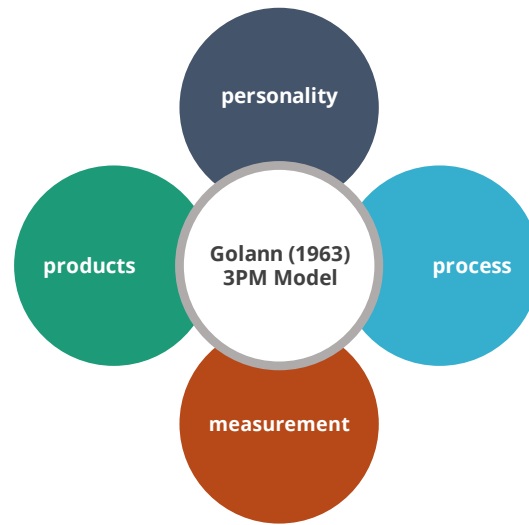 personality
products
Golann (1963)
3PM Model
process
measurement